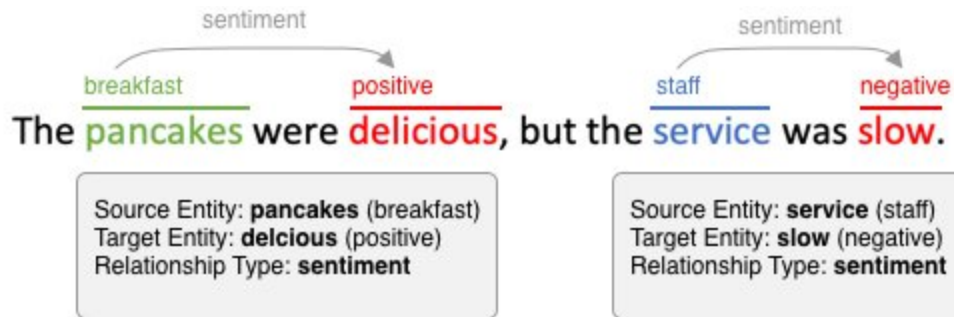 sentiment sentiment
breakfast positive staff negative
The pancakes were delicious, but the service was slow.
Source Entity: pancakes (breakfast)
Target Entity: delcious (positive)
Relationship Type: sentiment
Source Entity: service (staff)
Target Entity: slow (negative)
Relationship Type: sentiment